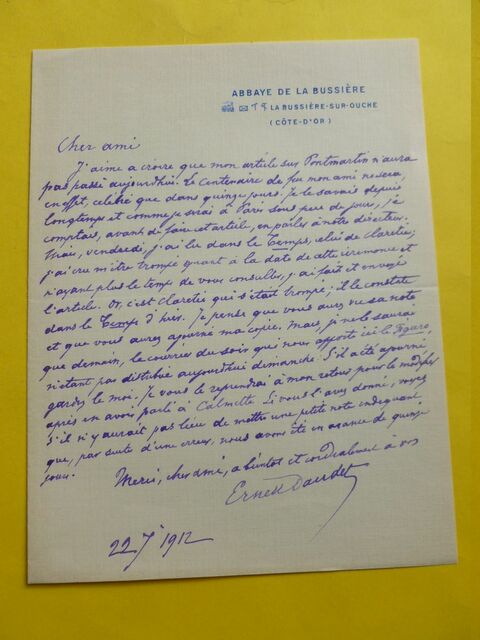 ABBAYE DE LA BUSSIÈRE
LA BUSSIÈRE-SUR-OUCHE
(CÔTE-D'OR)
Cher ami
J'aime a croire que mon article sur Pontmartin n'aura
pas passé aujourd'hui. Le Centenaire de feu mon ami ne sera,
en effet, célébré que dans quinze jours. Je le savais depuis
longtemps et comme je serai à Paris sous peu de jours, je
comptais, avant de faire cet article, en parler à notre directeur.
Mais, vendredi, j'ai lu dans le Temps, celui de Claretie;
j'ai cru m'être trompé quant à la date de cette cérémonie et
n'ayant plus le temps de vous consulter, j'ai fait et envoyé
l'article. Or, c'est Claretie qui s'était trompé; il le constate
dans le Temps d'hier. Je pense que vous aurez vu sa note
et que vous aurez ajourné ma copie. Mais, je ne le saurai
que demain, le courrier du soir qui nous apporte ici le Figaro,
n'étant pas distribué aujourd'hui dimanche. S'il a été ajourné
gardez le moi. Je vous le reprendrai à mon retour pour le modifier
après en avoir parlé à Calmette. Si vous l'avez donné, voyez
s'il n'y aurait pas lieu de mettre une petite note indiquant
que, par suite d'une erreur, nous avons été en avance de quinze
jours.
Merci, cher ami, a bientôt et cordialement à vous
Ernest Daudet
22 7e 1912